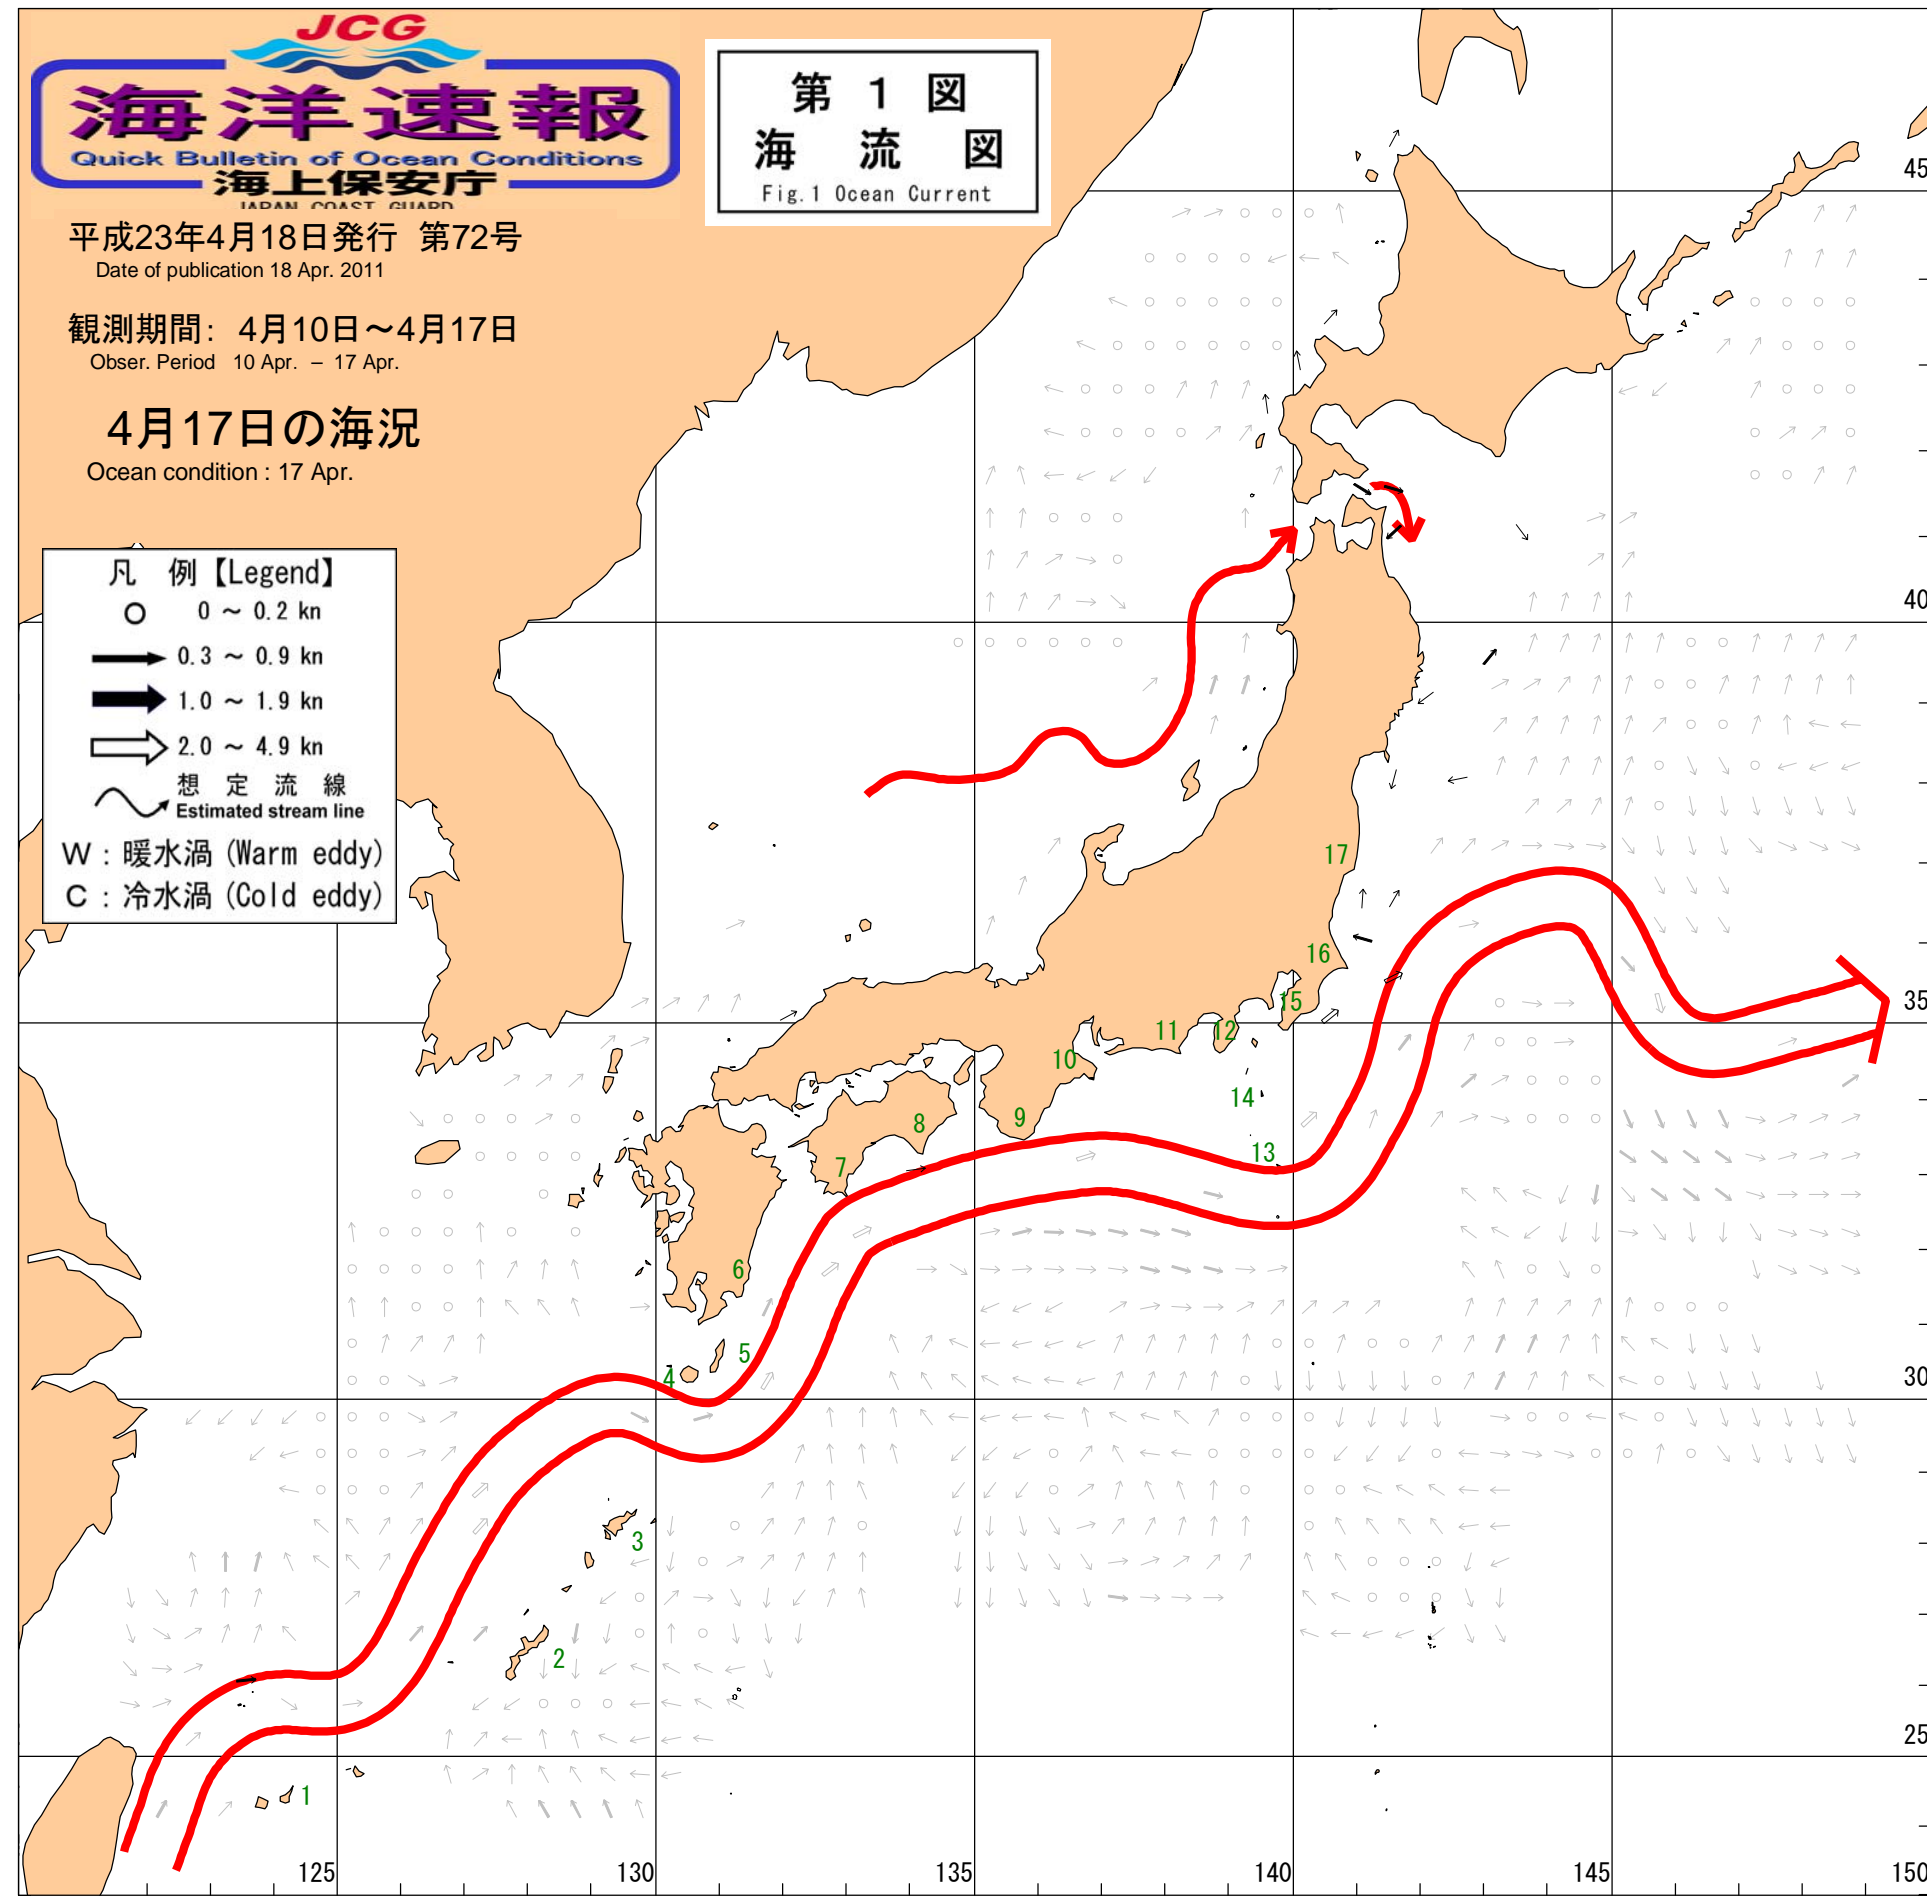 JCG
海洋速報
Quick Bulletin of Ocean Conditions
海上保安庁
JAPAN COAST GUARD
第 1 図
海 流 図
Fig.1 Ocean Current
平成23年4月18日発行 第72号
Date of publication 18 Apr. 2011
観測期間: 4月10日～4月17日
Obser. Period 10 Apr. – 17 Apr.
4月17日の海況
Ocean condition : 17 Apr.
凡 例【Legend】
0 ～ 0.2 kn
0.3 ～ 0.9 kn
1.0 ～ 1.9 kn
2.0 ～ 4.9 kn
想 定 流 線
Estimated stream line
W : 暖水渦 (Warm eddy)
C : 冷水渦 (Cold eddy)
45
40
35
30
25
17
16
15
12
11
10
14
9
8
13
7
6
5
4
3
2
1
125
130
135
140
145
150